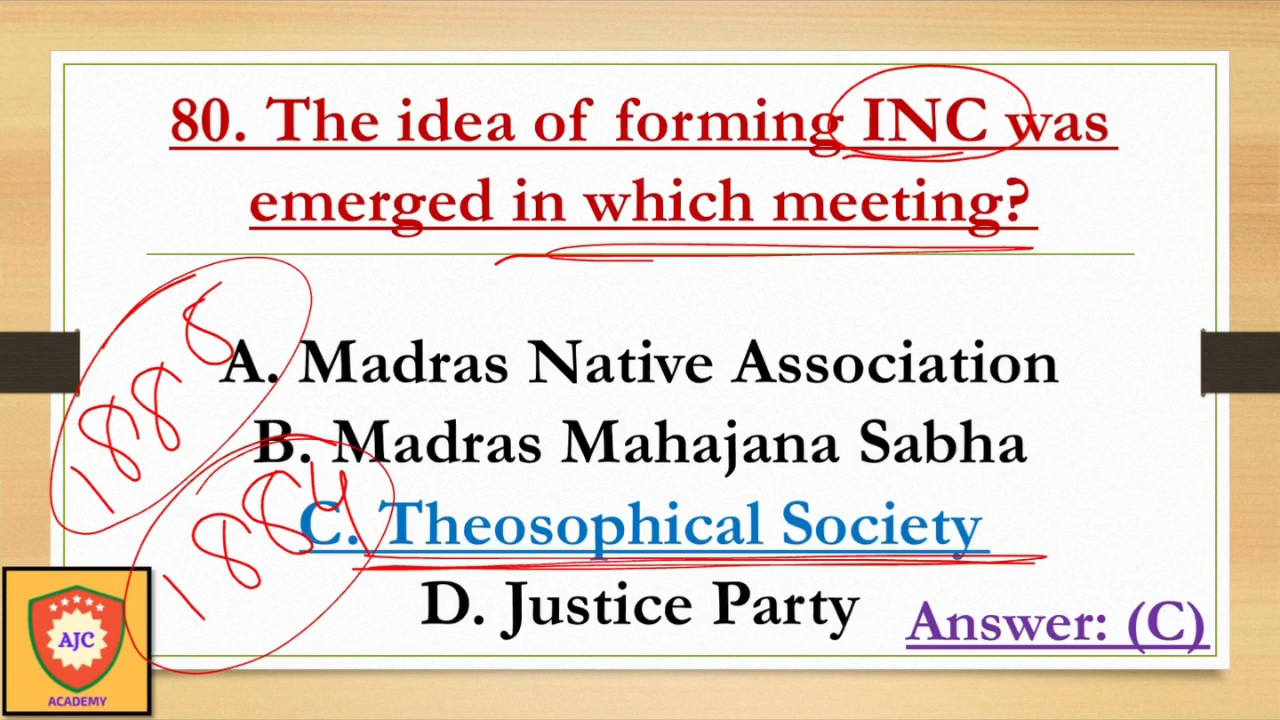 80. The idea of forming INC was
emerged in which meeting?
A. Madras Native Association
B. Madras Mahajana Sabha
C. Theosophical Society
D. Justice Party
Answer: (C)
1888
1884
AJC
ACADEMY